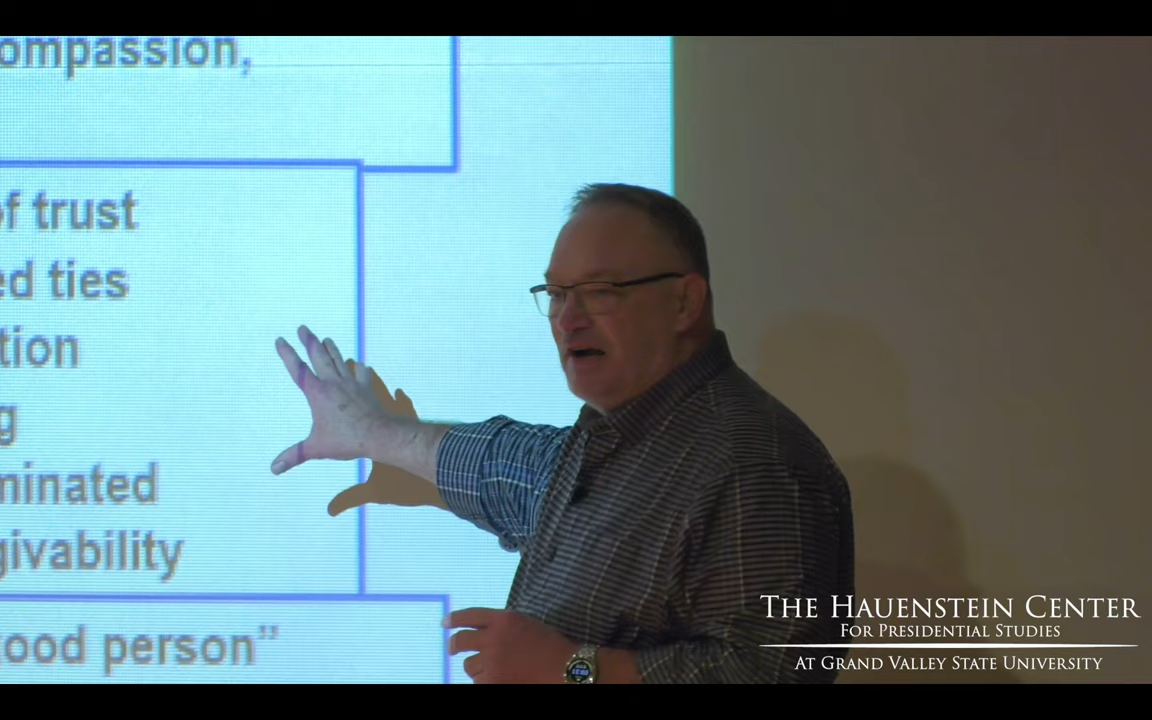 ompassion,
of trust
ed ties
tion
g
minated
givability
ood person”
THE HAUENSTEIN CENTER
FOR PRESIDENTIAL STUDIES
AT GRAND VALLEY STATE UNIVERSITY